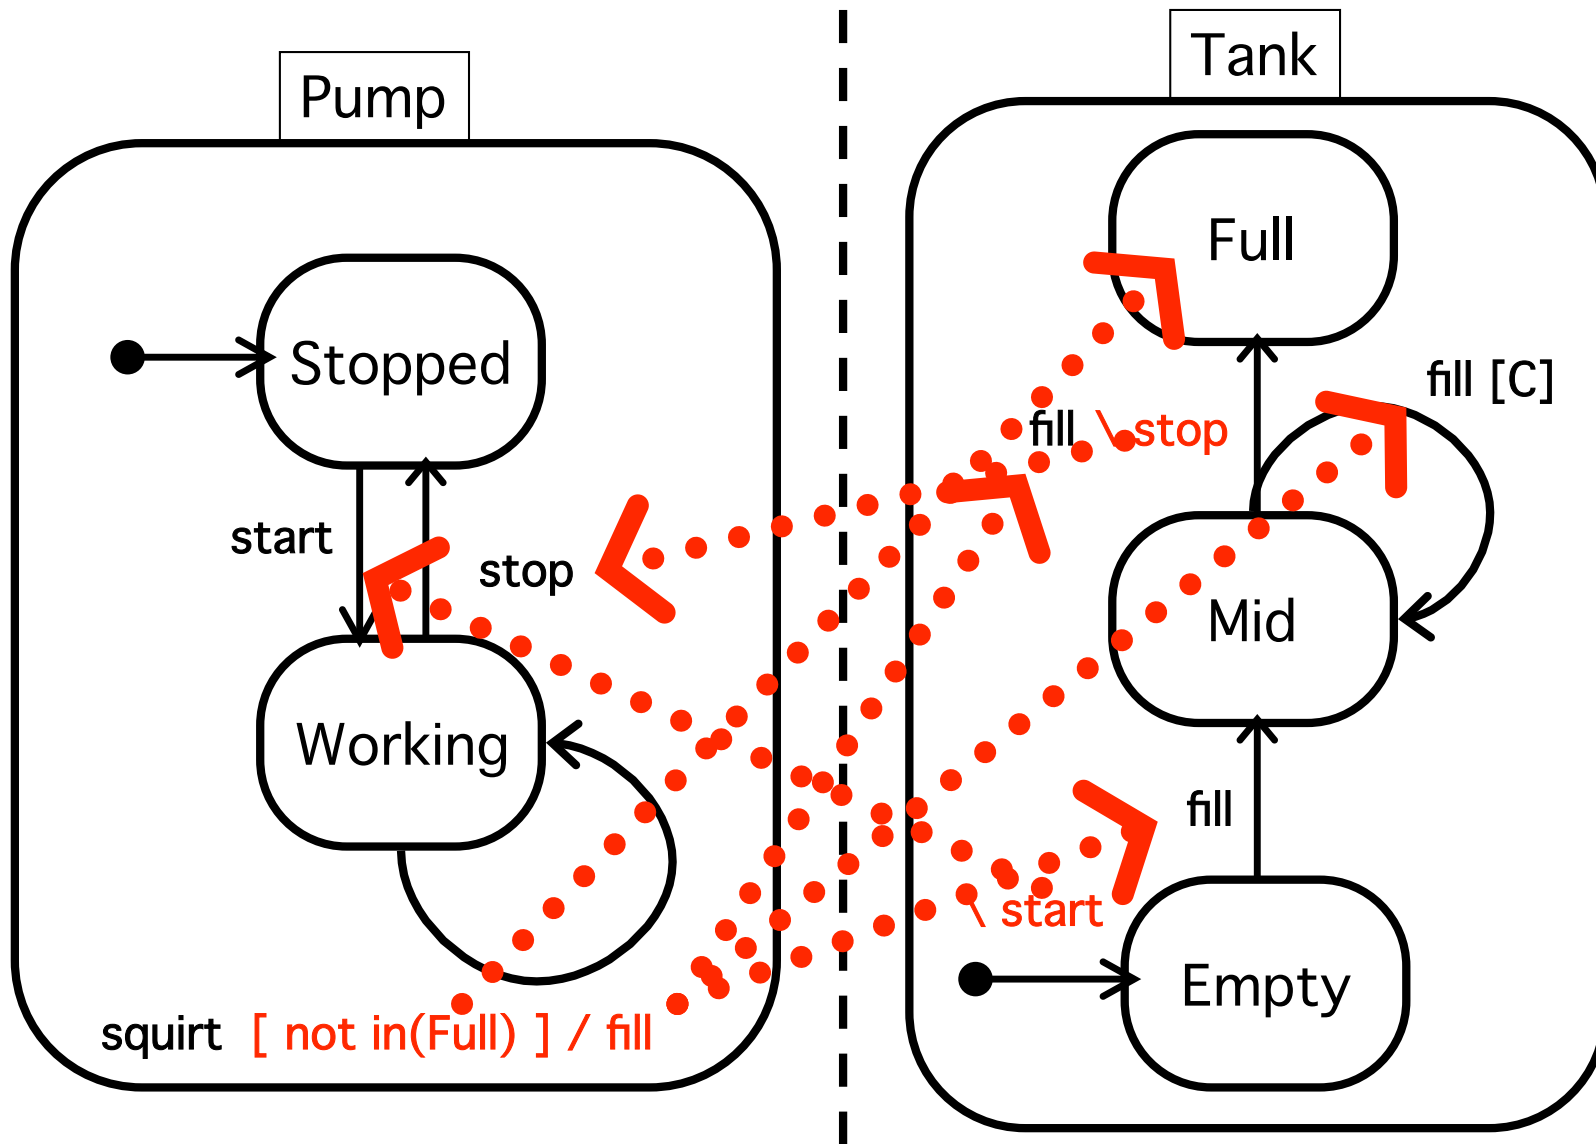 Pump
Stopped
start
stop
Working
squirt [ not in(Full) ] / fill
Tank
Full
fill [C]
fill \ stop
Mid
fill
\ start
Empty